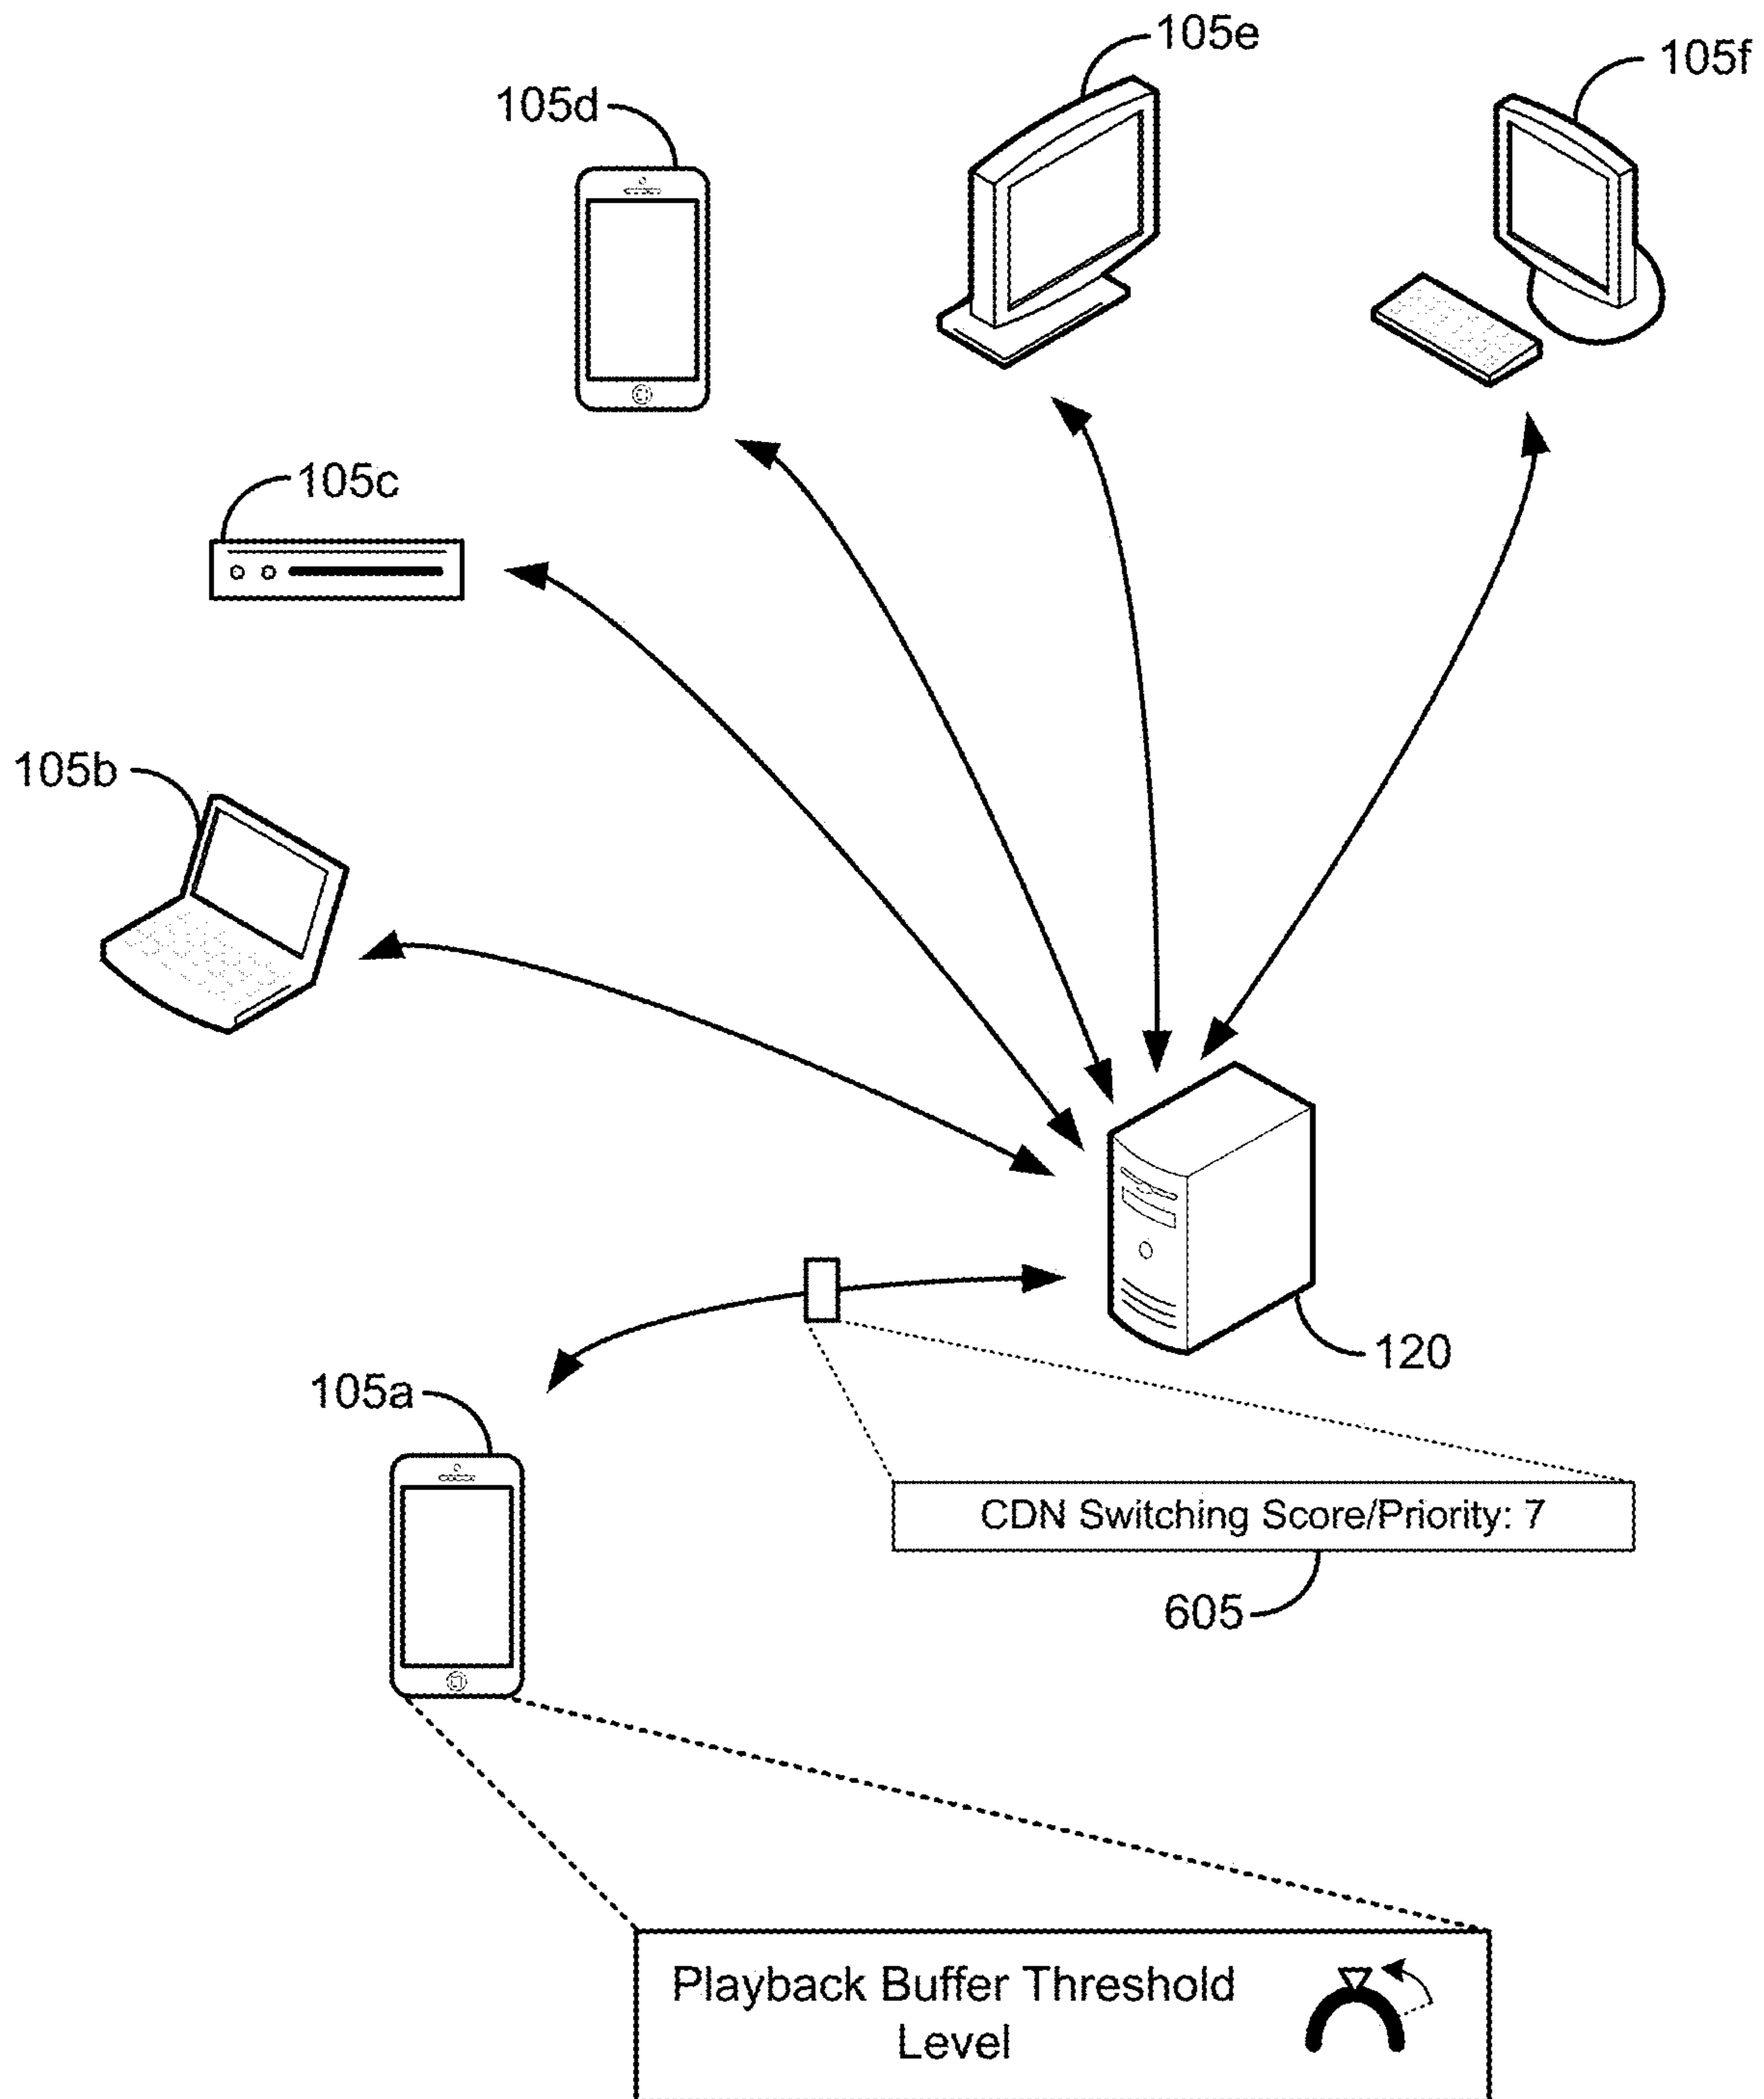 105e
105f
105d
105c
105b
120
105a
CDN Switching Score/Priority: 7
605
Playback Buffer Threshold
Level